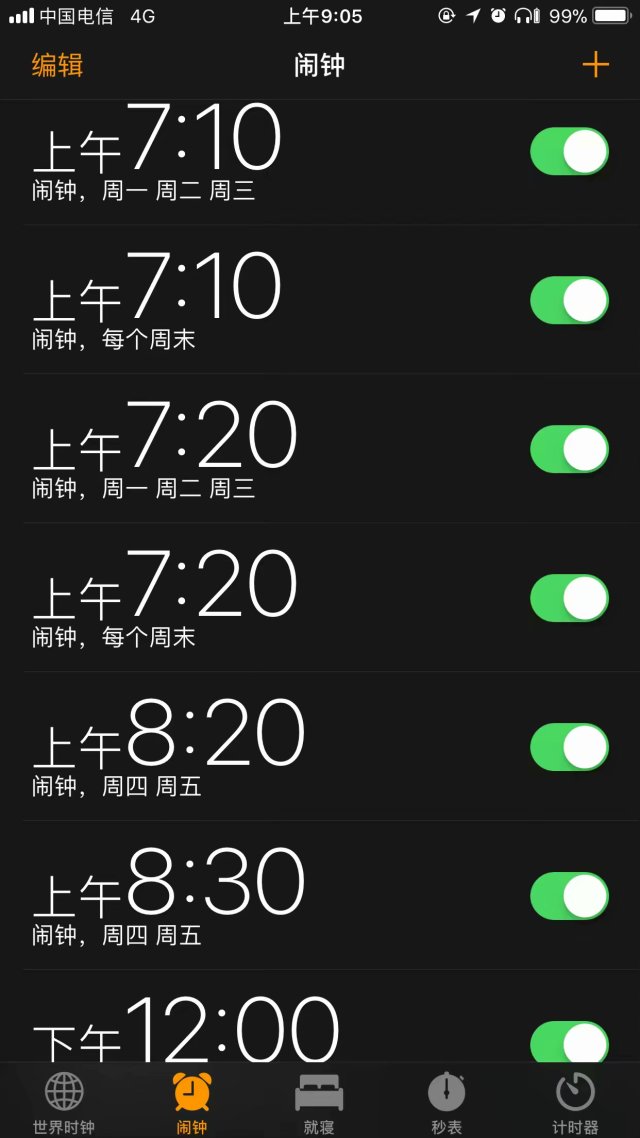 中国电信 4G 上午9:05 99%
编辑 闹钟 +
上午7:10
闹钟，周一 周二 周三
上午7:10
闹钟，每个周末
上午7:20
闹钟，周一 周二 周三
上午7:20
闹钟，每个周末
上午8:20
闹钟，周四 周五
上午8:30
闹钟，周四 周五
下午12:00
世界时钟 闹钟 就寝 秒表 计时器